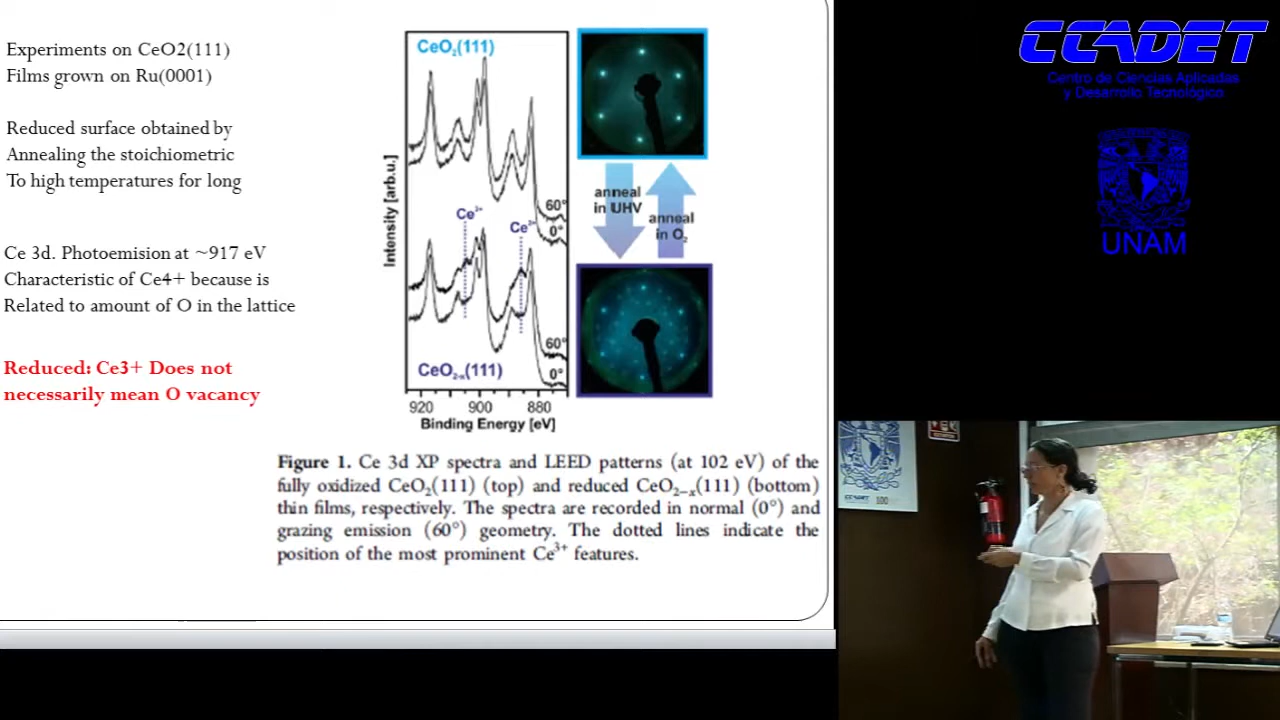 Experiments on CeO2(111)
Films grown on Ru(0001)
Reduced surface obtained by
Annealing the stoichiometric
To high temperatures for long
Ce 3d. Photoemision at ~917 eV
Characteristic of Ce4+ because is
Related to amount of O in the lattice
Reduced: Ce3+ Does not
necessarily mean O vacancy
CeO₂(111)
Intensity [arb.u.]
60°
0°
Ce³⁺
Ce³⁺
60°
0°
CeO₂₋ₓ(111)
920 900 880
Binding Energy [eV]
anneal
in UHV
anneal
in O₂
Figure 1. Ce 3d XP spectra and LEED patterns (at 102 eV) of the
fully oxidized CeO₂(111) (top) and reduced CeO₂₋ₓ(111) (bottom)
thin films, respectively. The spectra are recorded in normal (0°) and
grazing emission (60°) geometry. The dotted lines indicate the
position of the most prominent Ce³⁺ features.
CCADET
Centro de Ciencias Aplicadas
y Desarrollo Tecnológico
UNAM
CCADET
100